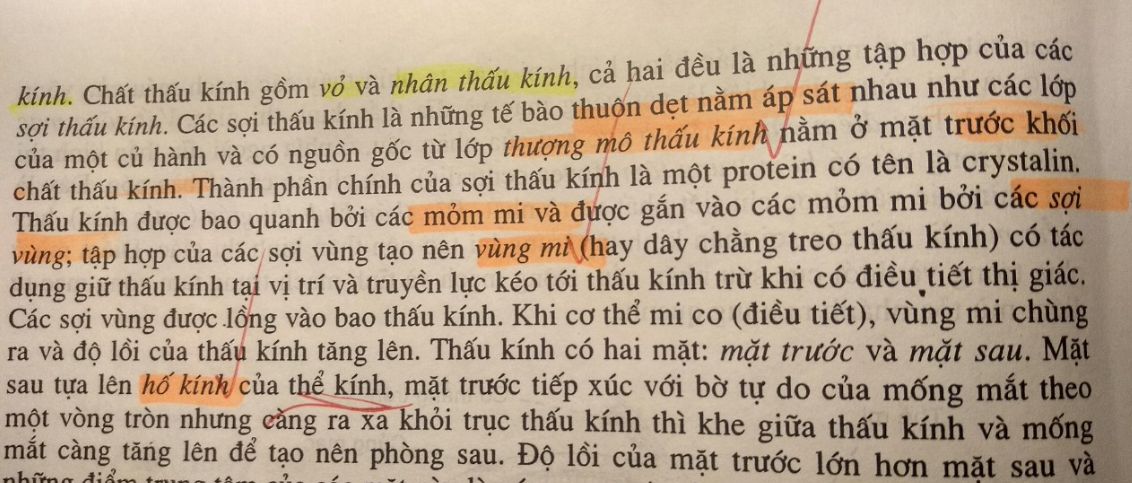 kính. Chất thấu kính gồm vỏ và nhân thấu kính, cả hai đều là những tập hợp của các
sợi thấu kính. Các sợi thấu kính là những tế bào thuôn dẹt nằm áp sát nhau như các lớp
của một củ hành và có nguồn gốc từ lớp thượng mô thấu kính nằm ở mặt trước khối
chất thấu kính. Thành phần chính của sợi thấu kính là một protein có tên là crystalin.
Thấu kính được bao quanh bởi các mỏm mi và được gắn vào các mỏm mi bởi các sợi
vùng; tập hợp của các sợi vùng tạo nên vùng mi (hay dây chằng treo thấu kính) có tác
dụng giữ thấu kính tại vị trí và truyền lực kéo tới thấu kính trừ khi có điều tiết thị giác.
Các sợi vùng được lồng vào bao thấu kính. Khi cơ thể mi co (điều tiết), vùng mi chùng
ra và độ lồi của thấu kính tăng lên. Thấu kính có hai mặt: mặt trước và mặt sau. Mặt
sau tựa lên hố kính của thể kính, mặt trước tiếp xúc với bờ tự do của mống mắt theo
một vòng tròn nhưng càng ra xa khỏi trục thấu kính thì khe giữa thấu kính và mống
mắt càng tăng lên để tạo nên phòng sau. Độ lồi của mặt trước lớn hơn mặt sau và
những điểm trung tâm của các mặt